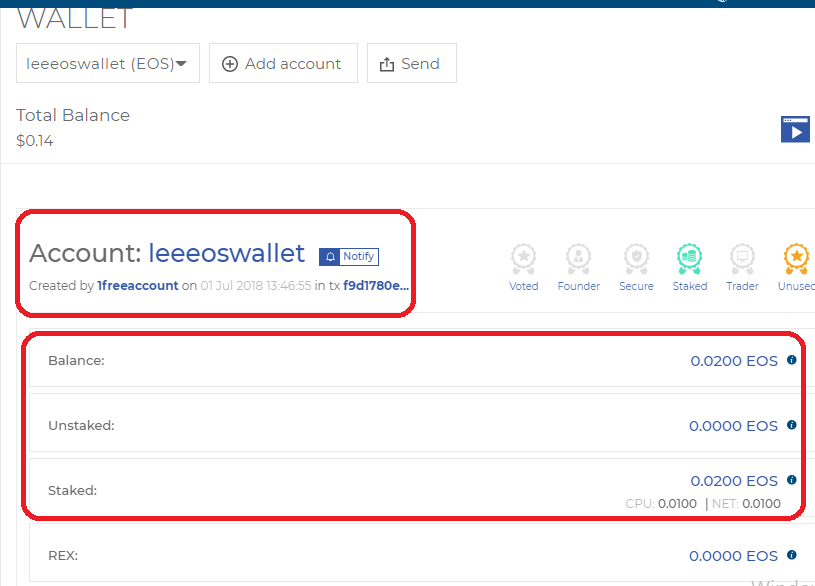 WALLET
leeeoswallet (EOS)
Add account
Send
Total Balance
$0.14
Account: leeeoswallet
Notify
Created by 1freeaccount on 01 Jul 2018 13:46:55 in tx f9d1780e...
Voted Founder Secure Staked Trader Unused
Balance: 0.0200 EOS
Unstaked: 0.0000 EOS
Staked: 0.0200 EOS
CPU: 0.0100 | NET: 0.0100
REX: 0.0000 EOS